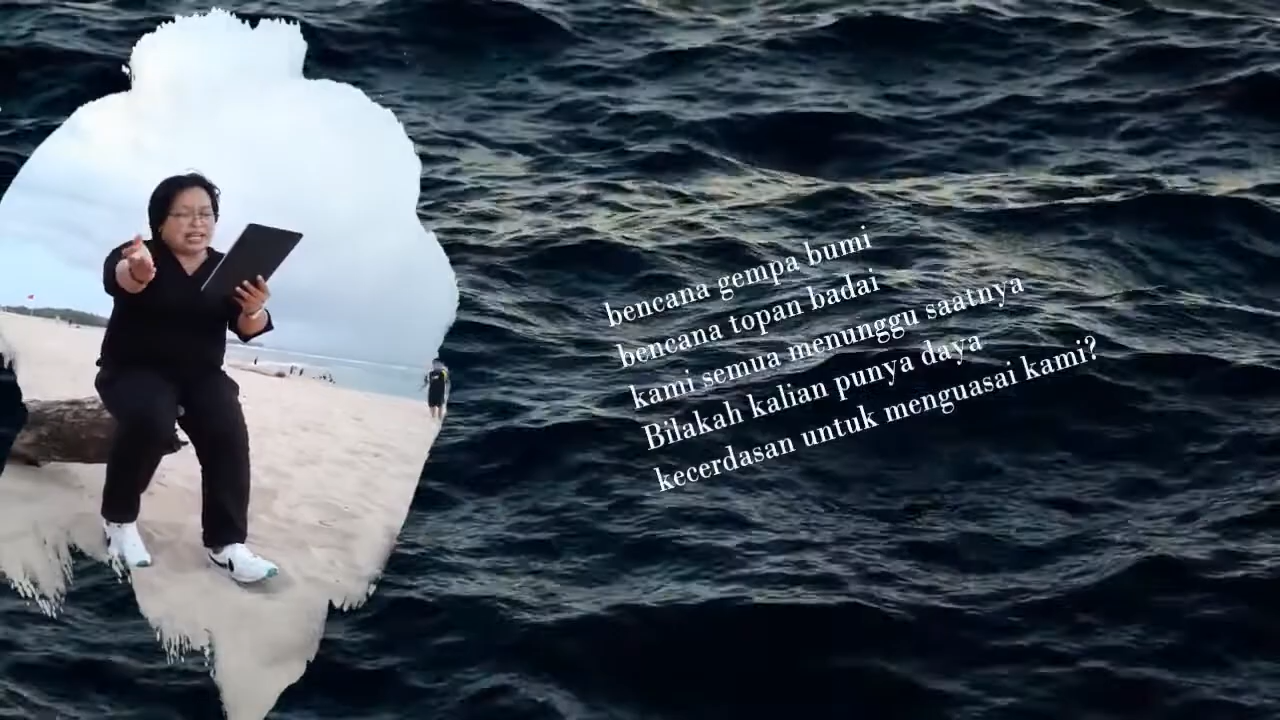 bencana gempa bumi
bencana topan badai
kami semua menunggu saatnya
Bilakah kalian punya daya
kecerdasan untuk menguasai kami?